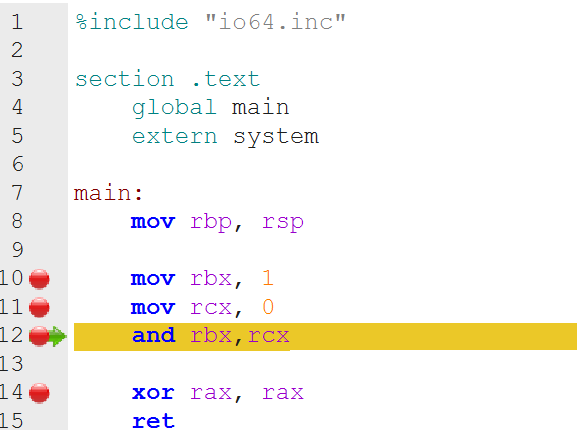 1 %include "io64.inc"
2
3 section .text
4     global main
5     extern system
6
7 main:
8     mov rbp, rsp
9
10     mov rbx, 1
11     mov rcx, 0
12     and rbx,rcx
13
14     xor rax, rax
15     ret